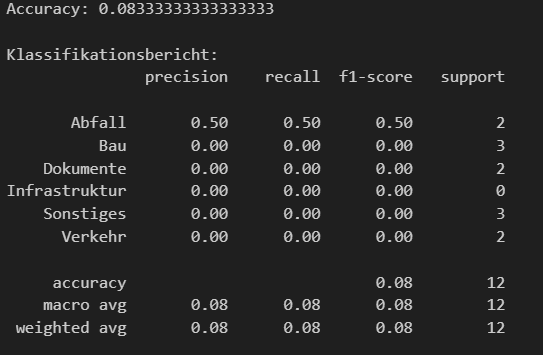 Accuracy: 0.08333333333333333
Klassifikationsbericht:
precision recall f1-score support
Abfall 0.50 0.50 0.50 2
Bau 0.00 0.00 0.00 3
Dokumente 0.00 0.00 0.00 2
Infrastruktur 0.00 0.00 0.00 0
Sonstiges 0.00 0.00 0.00 3
Verkehr 0.00 0.00 0.00 2
accuracy 0.08 12
macro avg 0.08 0.08 0.08 12
weighted avg 0.08 0.08 0.08 12